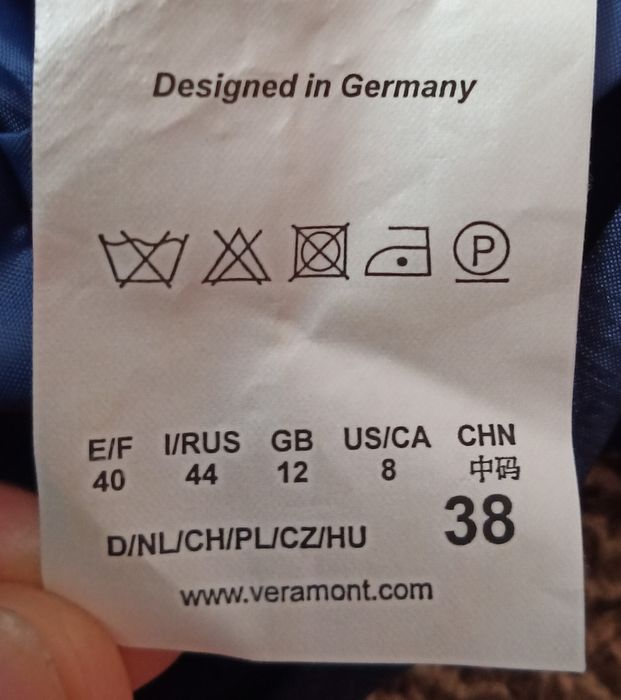 Designed in Germany
P
E/F I/RUS GB US/CA CHN
40 44 12 8 中码
D/NL/CH/PL/CZ/HU 38
www.veramont.com